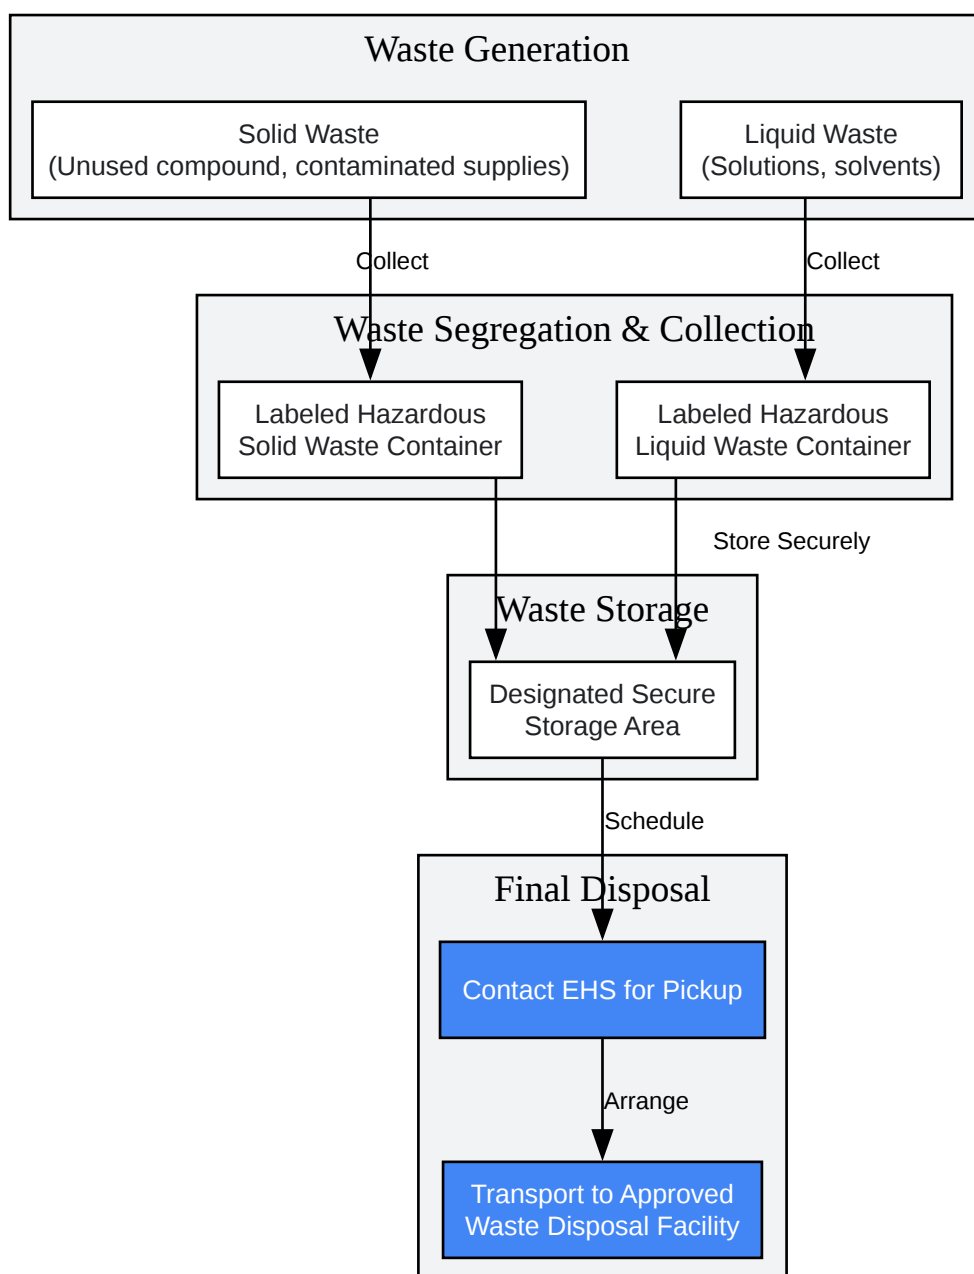 Waste Generation
Solid Waste
(Unused compound, contaminated supplies)
Liquid Waste
(Solutions, solvents)
Collect
Collect
Waste Segregation & Collection
Labeled Hazardous
Solid Waste Container
Labeled Hazardous
Liquid Waste Container
Store Securely
Waste Storage
Designated Secure
Storage Area
Schedule
Final Disposal
Contact EHS for Pickup
Arrange
Transport to Approved
Waste Disposal Facility